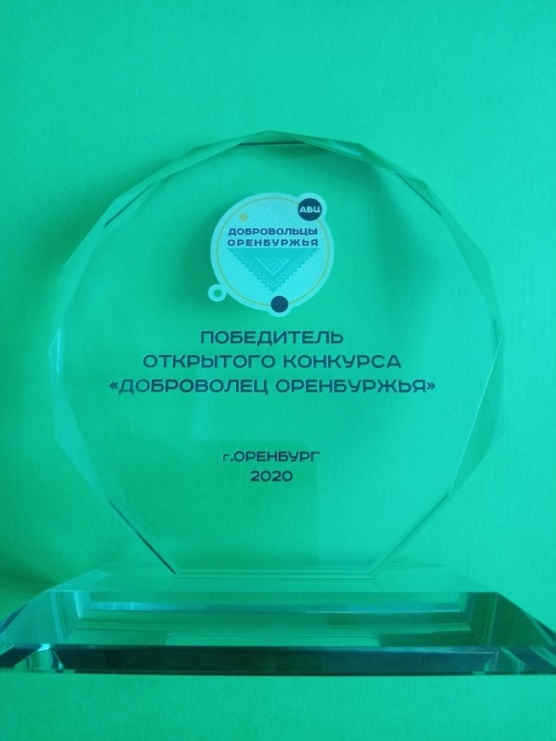 АВЦ
ДОБРОВОЛЬЦЫ
ОРЕНБУРЖЬЯ
ПОБЕДИТЕЛЬ
ОТКРЫТОГО КОНКУРСА
«ДОБРОВОЛЕЦ ОРЕНБУРЖЬЯ»
г.ОРЕНБУРГ
2020